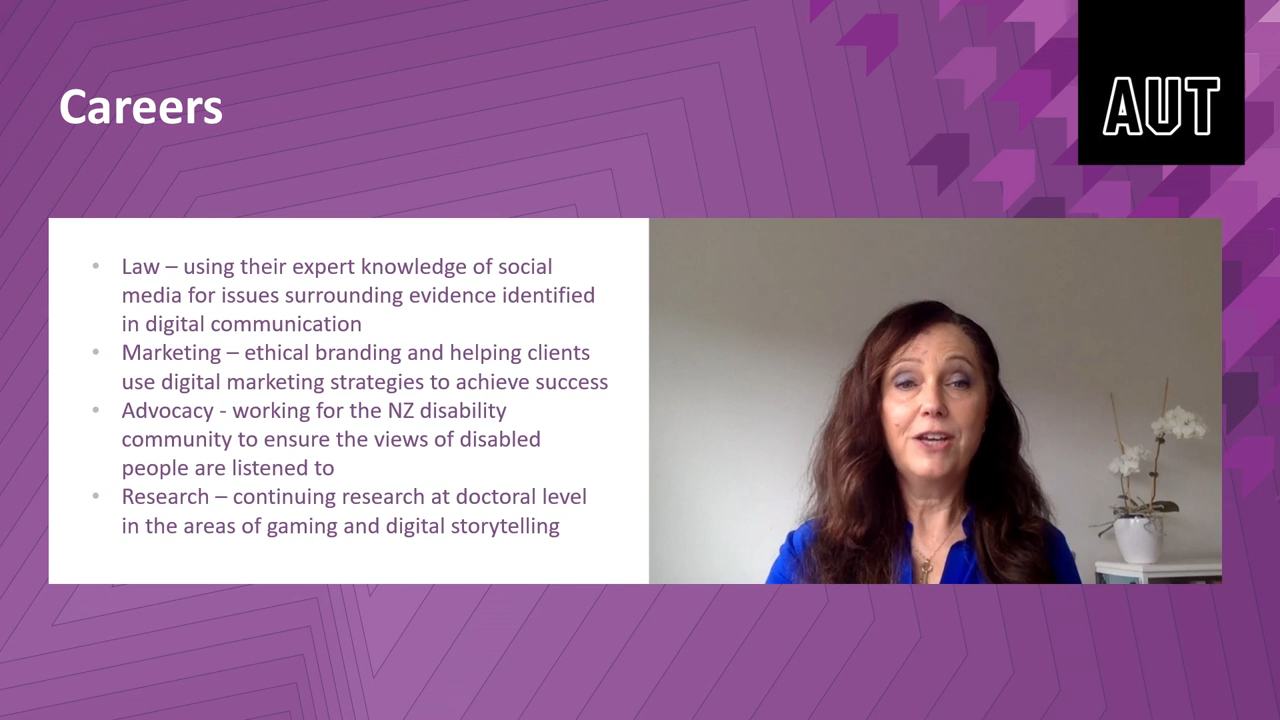 Careers
AUT
Law – using their expert knowledge of social
media for issues surrounding evidence identified
in digital communication
Marketing – ethical branding and helping clients
use digital marketing strategies to achieve success
Advocacy - working for the NZ disability
community to ensure the views of disabled
people are listened to
Research – continuing research at doctoral level
in the areas of gaming and digital storytelling